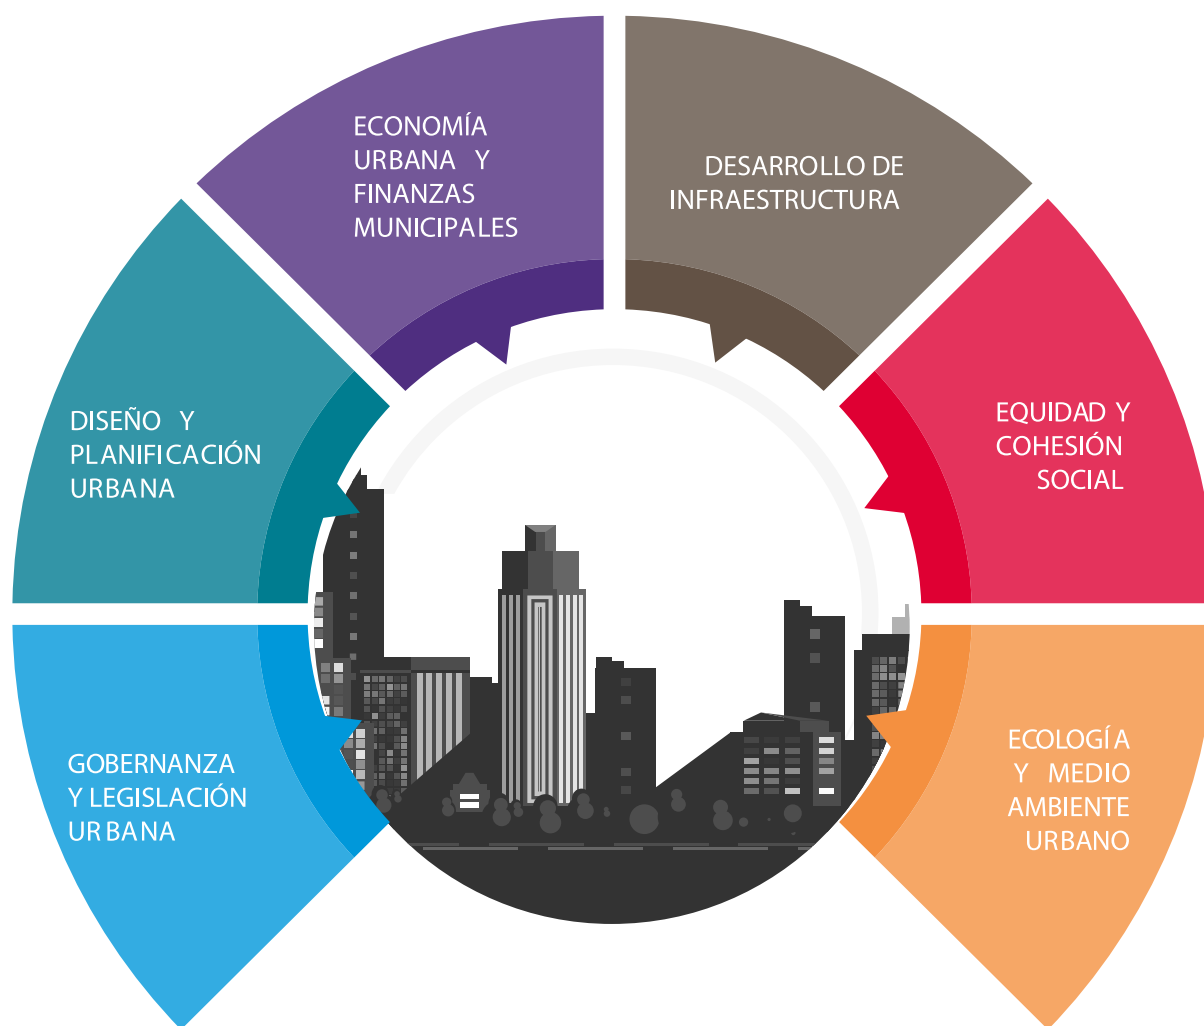 ECONOMÍA
URBANA Y
FINANZAS
MUNICIPALES
DESARROLLO DE
INFRAESTRUCTURA
DISEÑO Y
PLANIFICACIÓN
URBANA
EQUIDAD Y
COHESIÓN
SOCIAL
GOBERNANZA
Y LEGISLACIÓN
URBANA
ECOLOGÍA
Y MEDIO
AMBIENTE
URBANO